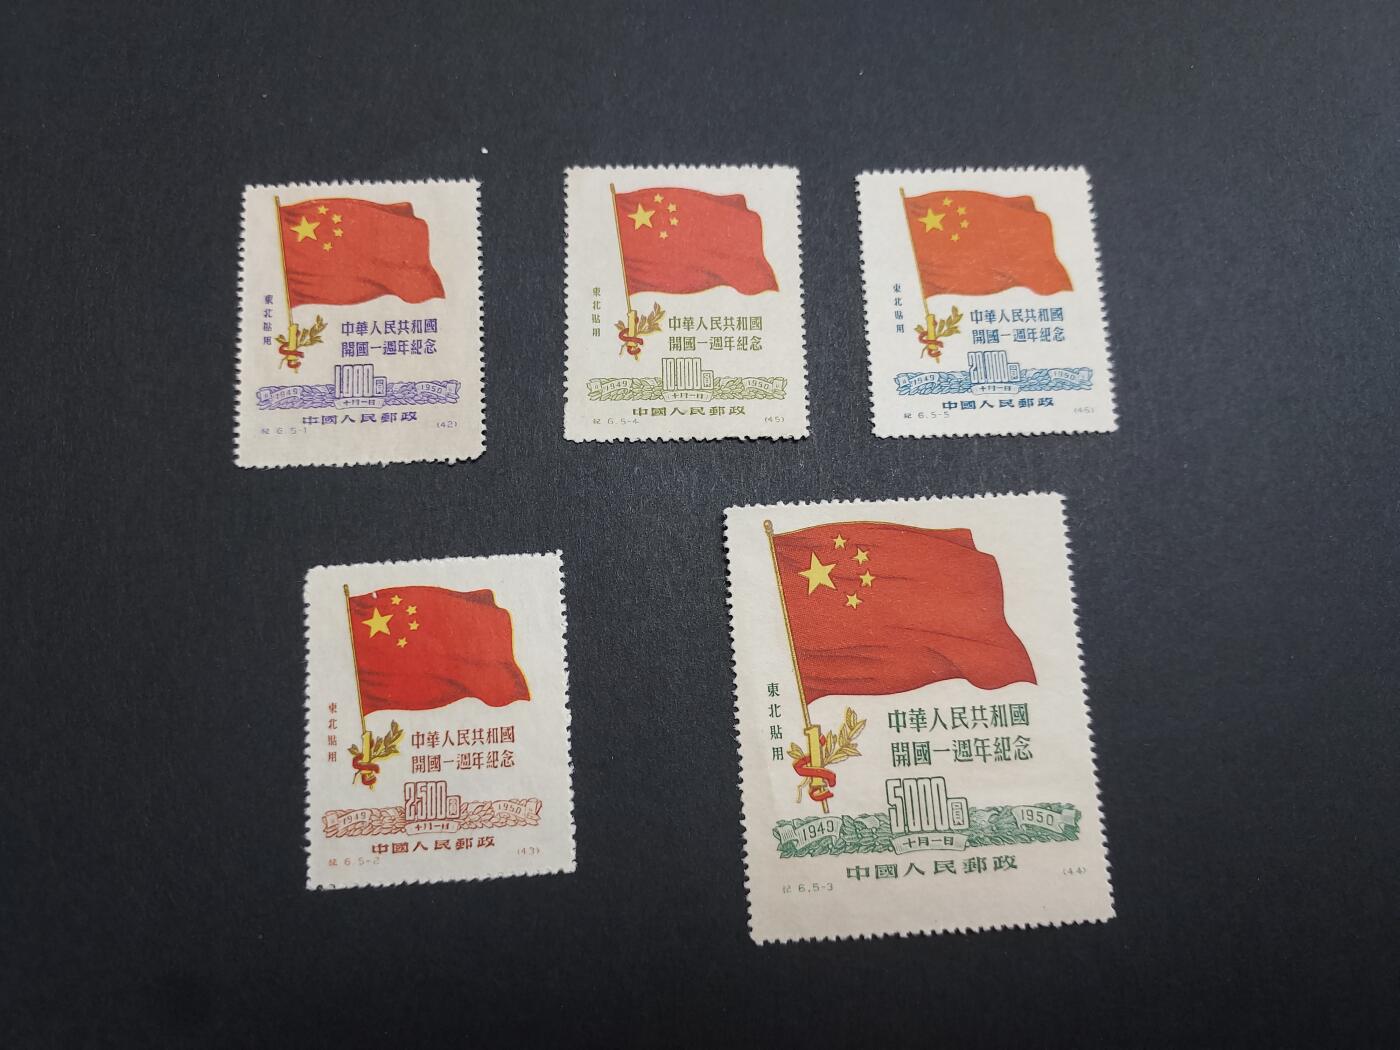 東北貼用
中華人民共和國
開國一週年紀念
1000圓
1949 1950
十月一日
中國人民郵政
紀 6.5-1 (42)
東北貼用
中華人民共和國
開國一週年紀念
10,000圓
1949 1950
十月一日
中國人民郵政
紀 6.5-4 (45)
東北貼用
中華人民共和國
開國一週年紀念
20,000圓
1949 1950
十月一日
中國人民郵政
紀 6.5-5 (46)
東北貼用
中華人民共和國
開國一週年紀念
2500圓
1949 1950
十月一日
中國人民郵政
紀 6.5-2 (43)
東北貼用
中華人民共和國
開國一週年紀念
5000圓
1949 1950
十月一日
中國人民郵政
紀 6.5-3 (44)